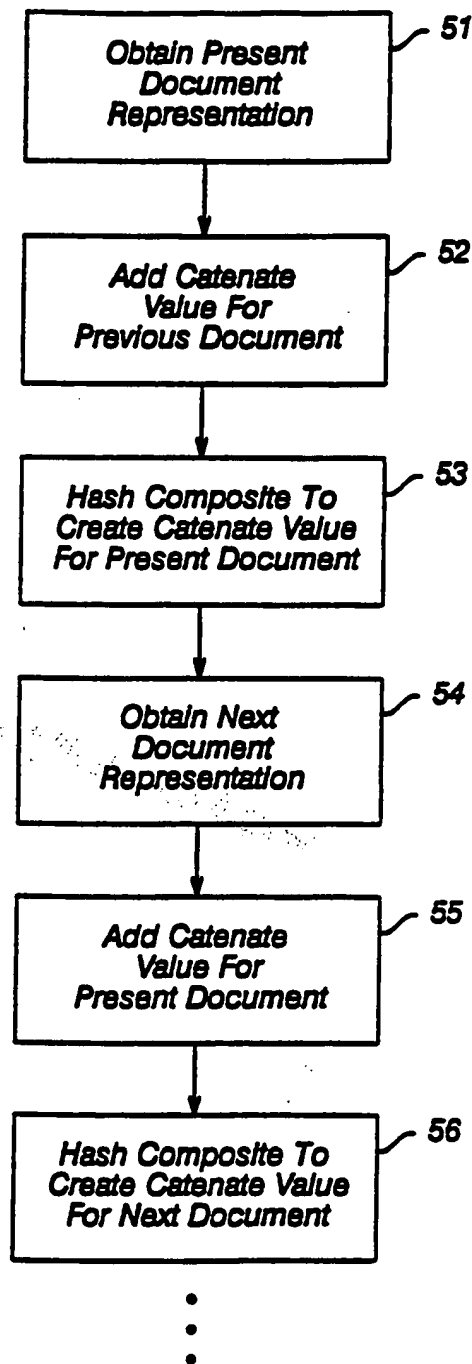 51
Obtain Present
Document
Representation
52
Add Catenate
Value For
Previous Document
53
Hash Composite To
Create Catenate Value
For Present Document
54
Obtain Next
Document
Representation
55
Add Catenate
Value For
Present Document
56
Hash Composite To
Create Catenate Value
For Next Document